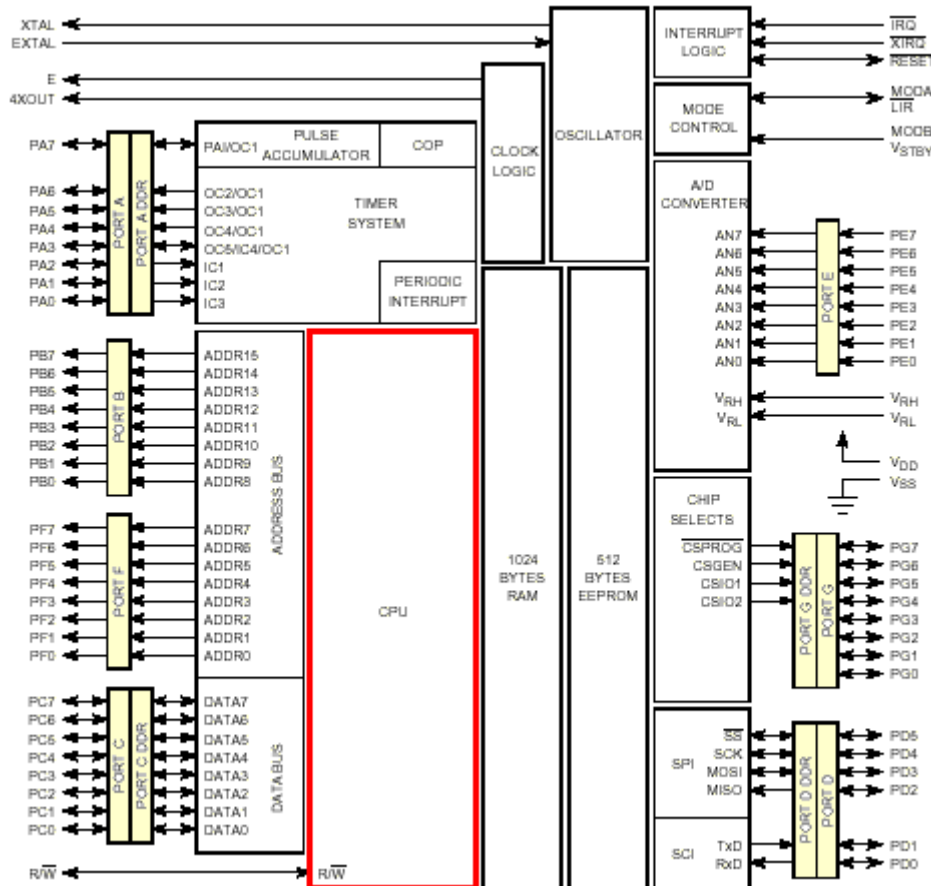 XTAL
EXTAL
E
4XOUT
PA7
PA6
PA5
PA4
PA3
PA2
PA1
PA0
PORT A
PORT A DDR
PAI/OC1
PULSE
ACCUMULATOR
COP
OC2/OC1
OC3/OC1
OC4/OC1
OC5/IC4/OC1
IC1
IC2
IC3
TIMER
SYSTEM
PERIODIC
INTERRUPT
CLOCK
LOGIC
OSCILLATOR
INTERRUPT
LOGIC
IRQ
XIRQ
RESET
MODE
CONTROL
MODA
LIR
MODB
VSTBY
A/D
CONVERTER
AN7
AN6
AN5
AN4
AN3
AN2
AN1
AN0
VRH
VRL
PORT E
PE7
PE6
PE5
PE4
PE3
PE2
PE1
PE0
VRH
VRL
VDD
VSS
PB7
PB6
PB5
PB4
PB3
PB2
PB1
PB0
PORT B
ADDR15
ADDR14
ADDR13
ADDR12
ADDR11
ADDR10
ADDR9
ADDR8
ADDRESS BUS
PF7
PF6
PF5
PF4
PF3
PF2
PF1
PF0
PORT F
ADDR7
ADDR6
ADDR5
ADDR4
ADDR3
ADDR2
ADDR1
ADDR0
CPU
1024
BYTES
RAM
512
BYTES
EEPROM
CHIP
SELECTS
CSPROG
CSGEN
CSIO1
CSIO2
PORT G DDR
PORT G
PG7
PG6
PG5
PG4
PG3
PG2
PG1
PG0
PC7
PC6
PC5
PC4
PC3
PC2
PC1
PC0
PORT C
PORT C DDR
DATA7
DATA6
DATA5
DATA4
DATA3
DATA2
DATA1
DATA0
DATA BUS
SPI
SS
SCK
MOSI
MISO
SCI
TxD
RxD
PORT D DDR
PORT D
PD5
PD4
PD3
PD2
PD1
PD0
R/W
R/W